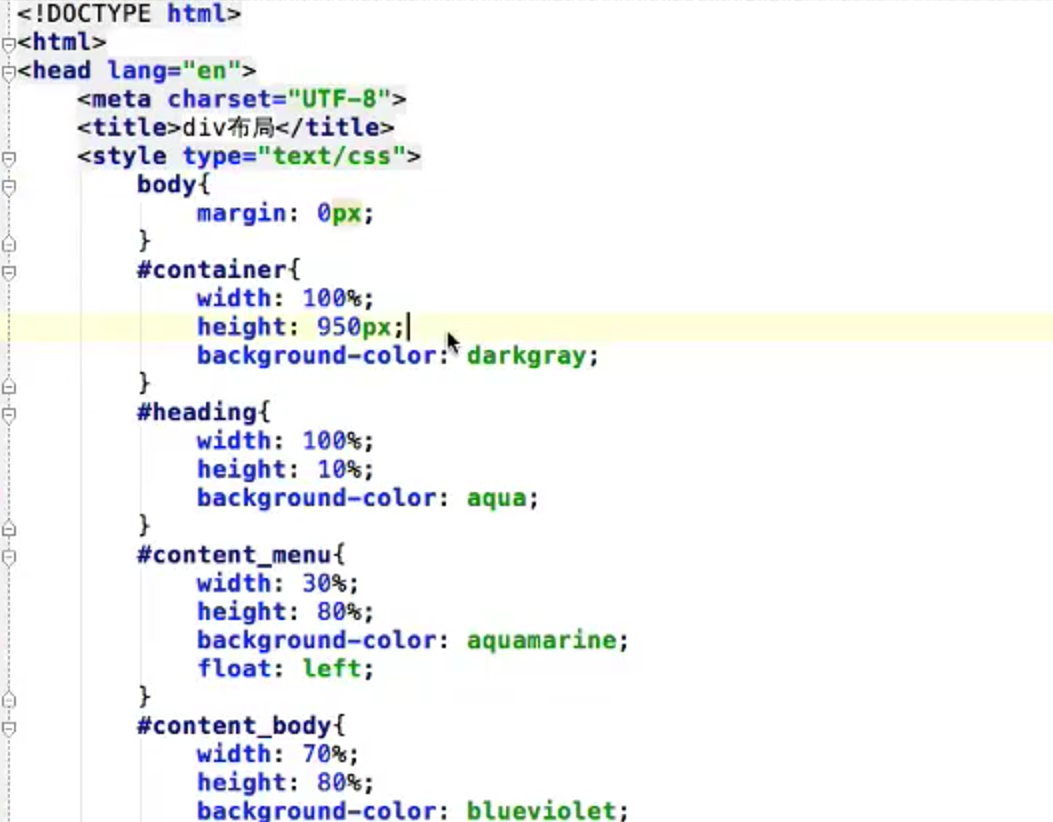 <!DOCTYPE html>
<html>
<head lang="en">
<meta charset="UTF-8">
<title>div布局</title>
<style type="text/css">
body{
margin: 0px;
}
#container{
width: 100%;
height: 950px;
background-color: darkgray;
}
#heading{
width: 100%;
height: 10%;
background-color: aqua;
}
#content_menu{
width: 30%;
height: 80%;
background-color: aquamarine;
float: left;
}
#content_body{
width: 70%;
height: 80%;
background-color: blueviolet;